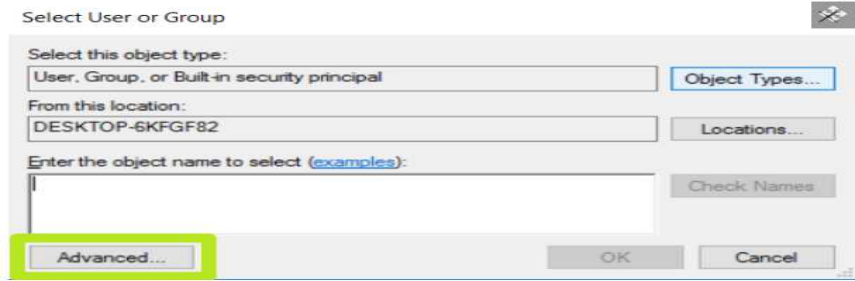 Select User or Group
Select this object type:
User, Group, or Built-in security principal
Object Types...
From this location:
DESKTOP-6KFGF82
Locations...
Enter the object name to select (examples):
Check Names
Advanced...
OK
Cancel